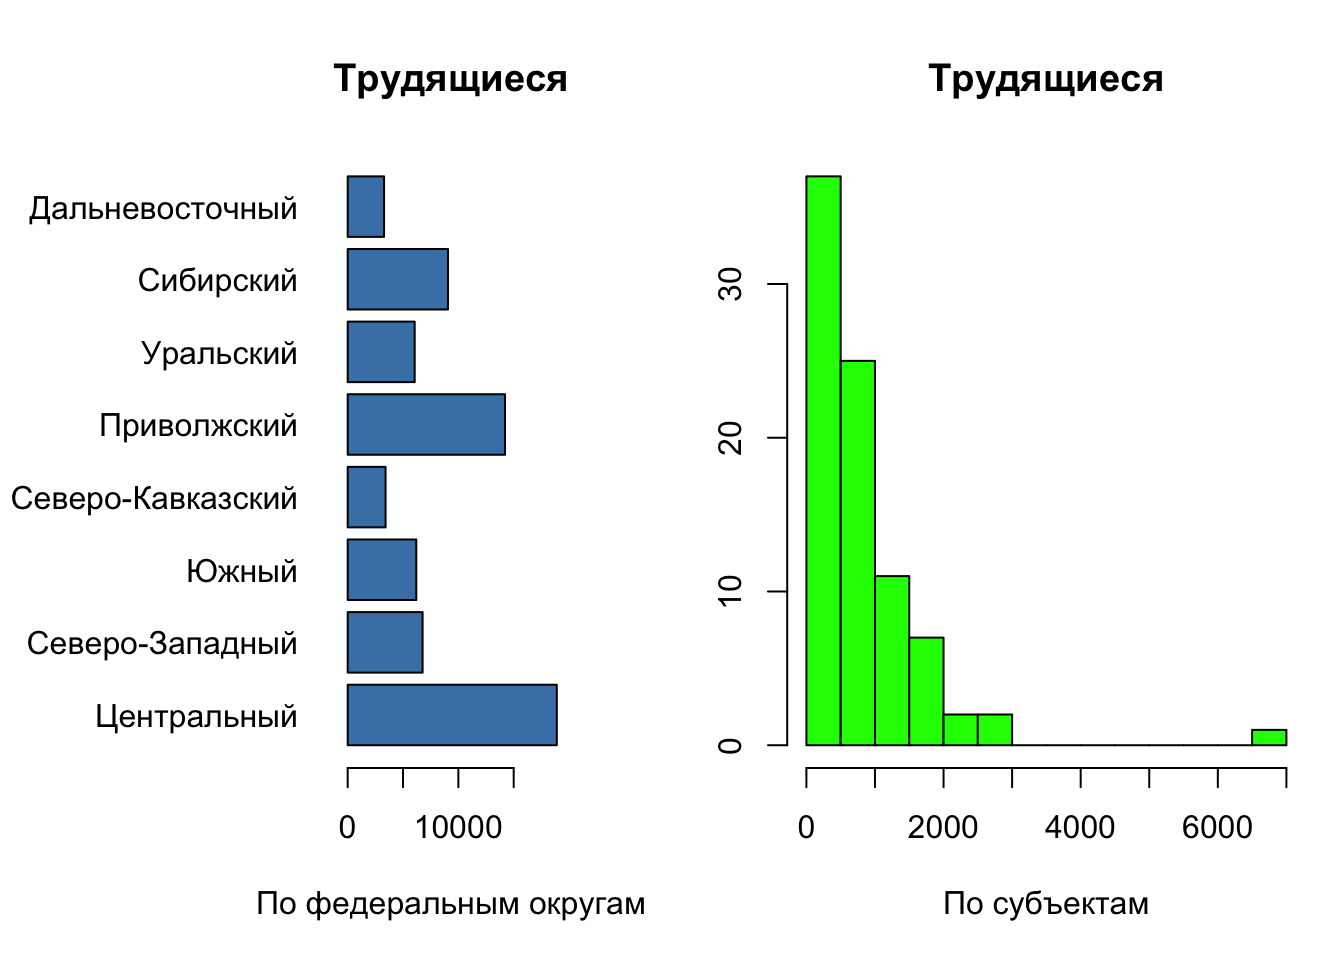 Трудящиеся
Дальневосточный
Сибирский
Уральский
Приволжский
Северо-Кавказский
Южный
Северо-Западный
Центральный
0 10000
По федеральным округам
Трудящиеся
30
20
10
0
0 2000 4000 6000
По субъектам